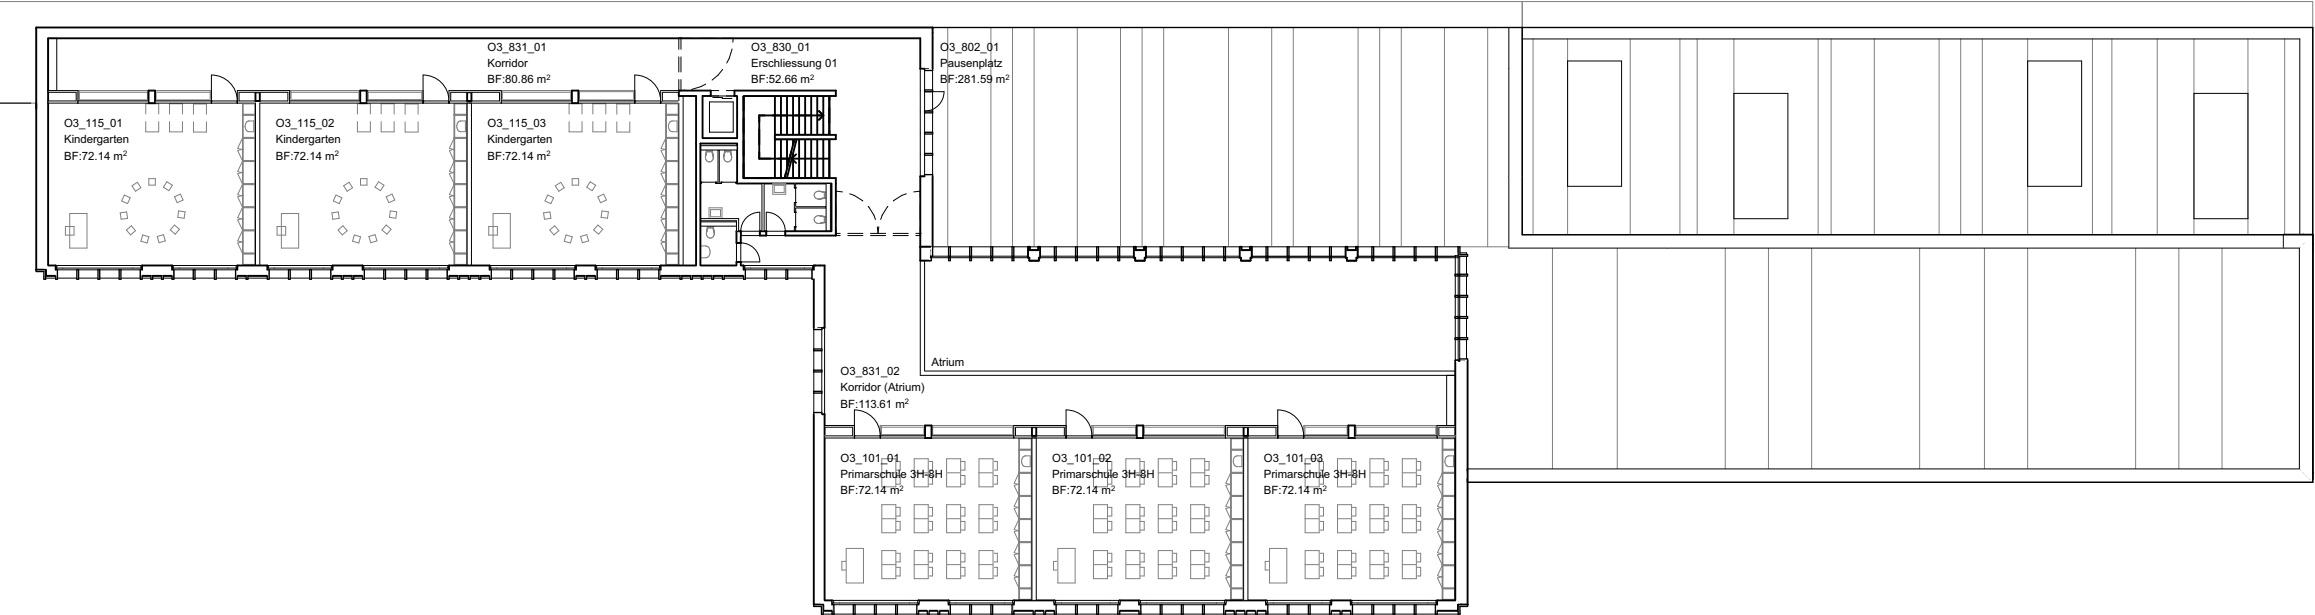 O3_831_01
Korridor
BF:80.86 m²
O3_830_01
Erschliessung 01
BF:52.66 m²
O3_802_01
Pausenplatz
BF:281.59 m²
O3_115_01
Kindergarten
BF:72.14 m²
O3_115_02
Kindergarten
BF:72.14 m²
O3_115_03
Kindergarten
BF:72.14 m²
Atrium
O3_831_02
Korridor (Atrium)
BF:113.61 m²
O3_101_01
Primarschule 3H-8H
BF:72.14 m²
O3_101_02
Primarschule 3H-8H
BF:72.14 m²
O3_101_03
Primarschule 3H-8H
BF:72.14 m²